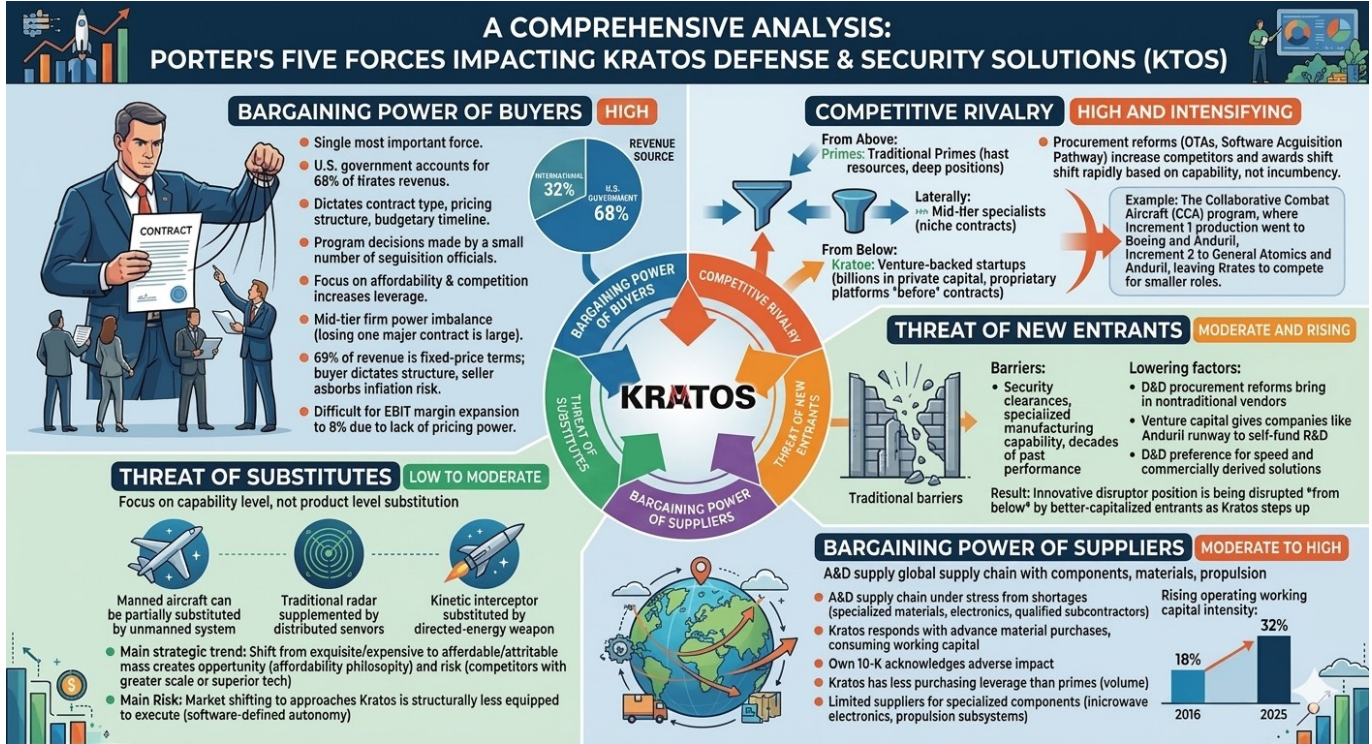 A COMPREHENSIVE ANALYSIS:
PORTER'S FIVE FORCES IMPACTING KRATOS DEFENSE & SECURITY SOLUTIONS (KTOS)
BARGAINING POWER OF BUYERS
HIGH
Single most important force.
U.S. government accounts for
68% of tirates revenue.
Dictates contract type, pricing
structure, budgetary timeline.
Program decisions made by a small
number of seguisition officials.
Focus on affordability & competition
increases leverage.
Mid-tier firm power imbalance
(losing one major contract is large).
69% of revenue is fixed-price terms;
buyer dictates structure, seller
asborbs infiation risk.
Difficult for EBIT margin expansion
to 8% due to lack of pricing power.
CONTRACT
REVENUE
SOURCE
INTERNATIONAL
32%
U.S.
GOVERNMENT
68%
COMPETITIVE RIVALRY
HIGH AND INTENSIFYING
From Above:
Primes: Traditional Primes (hast
resources, deep positions)
Laterally:
Mid-Her specialists
(niche contracts)
From Below:
Kratoe: Venture-backed startups
(billions in private capital, proprietary
platforms "before" contracts)
Procurement reforms (OTAs, Software Acquisition
Pathway) increase competitors and awards shift
shift rapidly based on capability, not incumbency.
Example: The Collaborative Combat
Aircraft (CCA) program, where
Increment 1 production went to
Boeing and Anduril,
Increment 2 to General Atomics and
Anduril, leaving Rrates to compete
for smaller roles.
BARGAINING POWER
OF BUYERS
COMPETITIVE RIVALRY
THREAT OF NEW
ENTRANTS
BARGAINING POWER
OF SUPPLIERS
THREAT OF
SUBSTITUTES
KRATOS
THREAT OF NEW ENTRANTS
MODERATE AND RISING
Traditional barriers
Barriers:
Security
clearances,
specialized
manufacturing
capability, decades
of past
performance
Lowering factors:
D&D procurement reforms bring
in nontraditional vendors
Venture capital gives companies like
Anduril runway to self-fund R&D
D&D preference for speed and
commercially derived solutions
Result: Innovative disruptor position is being disrupted "from
below" by better-capitalized entrants as Kratos steps up
THREAT OF SUBSTITUTES
LOW TO MODERATE
Focus on capability level, not product level substitution
Manned aircraft can
be partially substituted
by unmanned system
Traditional radar
supplemented by
distributed senvors
Kinetic interceptor
substituted by
directed-energy weapon
Main strategic trend: Shift from exquisite/expensive to affordable/attritable
mass creates opportunity (affordability philosopity) and risk (competitors with
greater scale or superior tech)
Main Risk: Market shifting to approaches Kratos is structurally less equipped
to execute (software-defined autonomy)
BARGAINING POWER OF SUPPLIERS
MODERATE TO HIGH
A&D supply global supply chain with components, materials, propulsion
A&D supply chain under stress from shortages
(specialized materials, electronics, qualified subcontractors)
Kratos responds with advance material purchases,
consuming working capital
Own 10-K acknowledges adverse impact
Kratos has less purchasing leverage than primes (volume)
Limited suppliers for specialized components (inicrowave
electronics, propulsion subsystems)
Rising operating working
capital intensity:
18%
32%
2016
2025